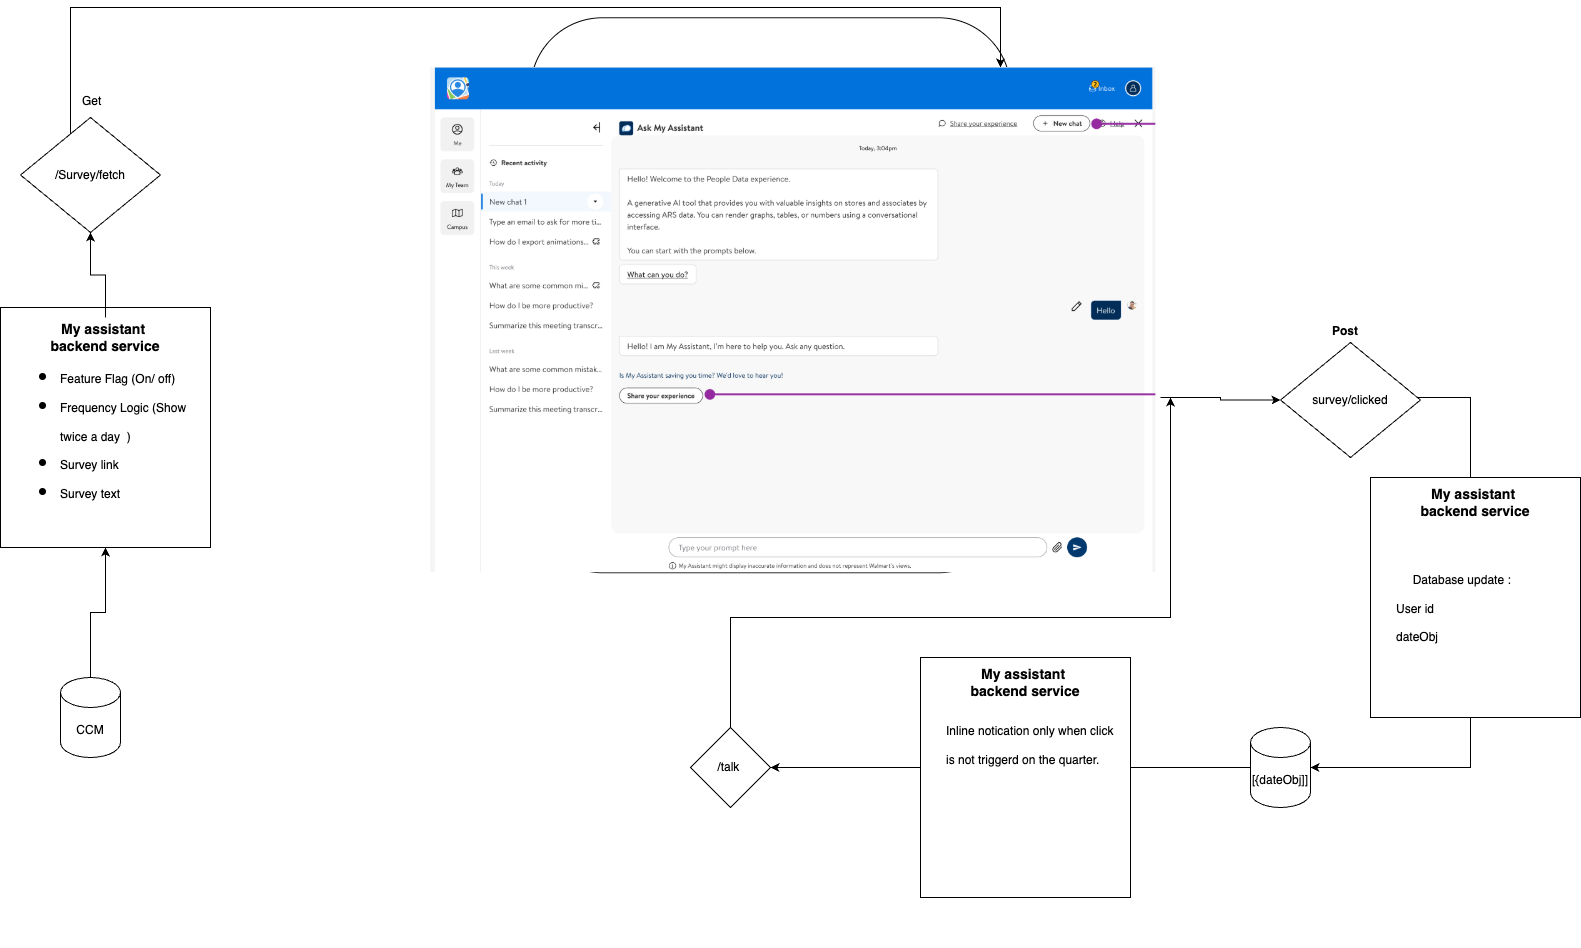 Get
/Survey/fetch
My assistant
backend service
Feature Flag (On/ off)
Frequency Logic (Show
twice a day  )
Survey link
Survey text
CCM
2
Inbox
Me
My Team
Campus
Recent activity
Today
New chat 1
Type an email to ask for more ti...
How do I export animations...
This week
What are some common mi...
How do I be more productive?
Summarize this meeting transcr...
Last week
What are some common mistak...
How do I be more productive?
Summarize this meeting transcr...
Ask My Assistant
Share your experience
+ New chat
Help
Today, 3:04pm
Hello! Welcome to the People Data experience.
A generative AI tool that provides you with valuable insights on stores and associates by
accessing ARS data. You can render graphs, tables, or numbers using a conversational
interface.
You can start with the prompts below.
What can you do?
Hello
Hello! I am My Assistant, I'm here to help you. Ask any question.
Is My Assistant saving you time? We'd love to hear you!
Share your experience
Type your prompt here
My Assistant might display inaccurate information and does not represent Walmart's views.
Post
survey/clicked
My assistant
backend service
Database update :
User id
dateObj
[{dateObj]]
My assistant
backend service
Inline notication only when click
is not triggerd on the quarter.
/talk